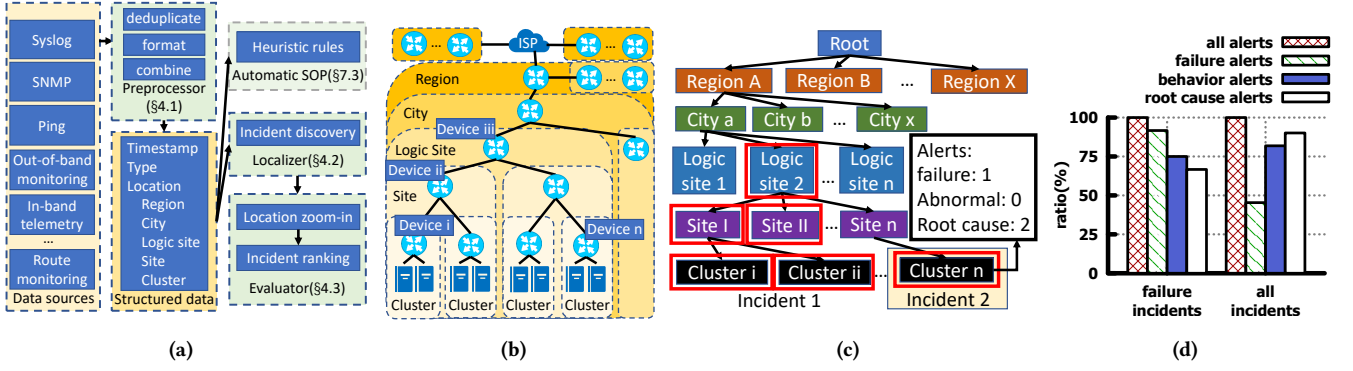 Syslog
SNMP
Ping
Out-of-band
monitoring
In-band
telemetry
...
Route
monitoring
Data sources
deduplicate
format
combine
Preprocessor
(§4.1)
Timestamp
Type
Location
Region
City
Logic site
Site
Cluster
Structured data
Heuristic rules
Automatic SOP(§7.3)
Incident discovery
Localizer(§4.2)
Location zoom-in
Incident ranking
Evaluator(§4.3)
(a)
...
ISP
...
Region
...
City
Device iii
Logic Site
Device ii
Site
Device i
Device n
Cluster
Cluster
Cluster
Cluster
(b)
Root
Region A
Region B
...
Region X
City a
City b
...
City x
Logic
site 1
Logic
site 2
...
Logic
site n
Site I
Site II
...
Site n
Cluster i
Cluster ii
...
Cluster n
Incident 1
Incident 2
Alerts:
failure: 1
Abnormal: 0
Root cause: 2
(c)
all alerts
failure alerts
behavior alerts
root cause alerts
ratio(%)
100
75
50
25
0
failure
incidents
all
incidents
(d)